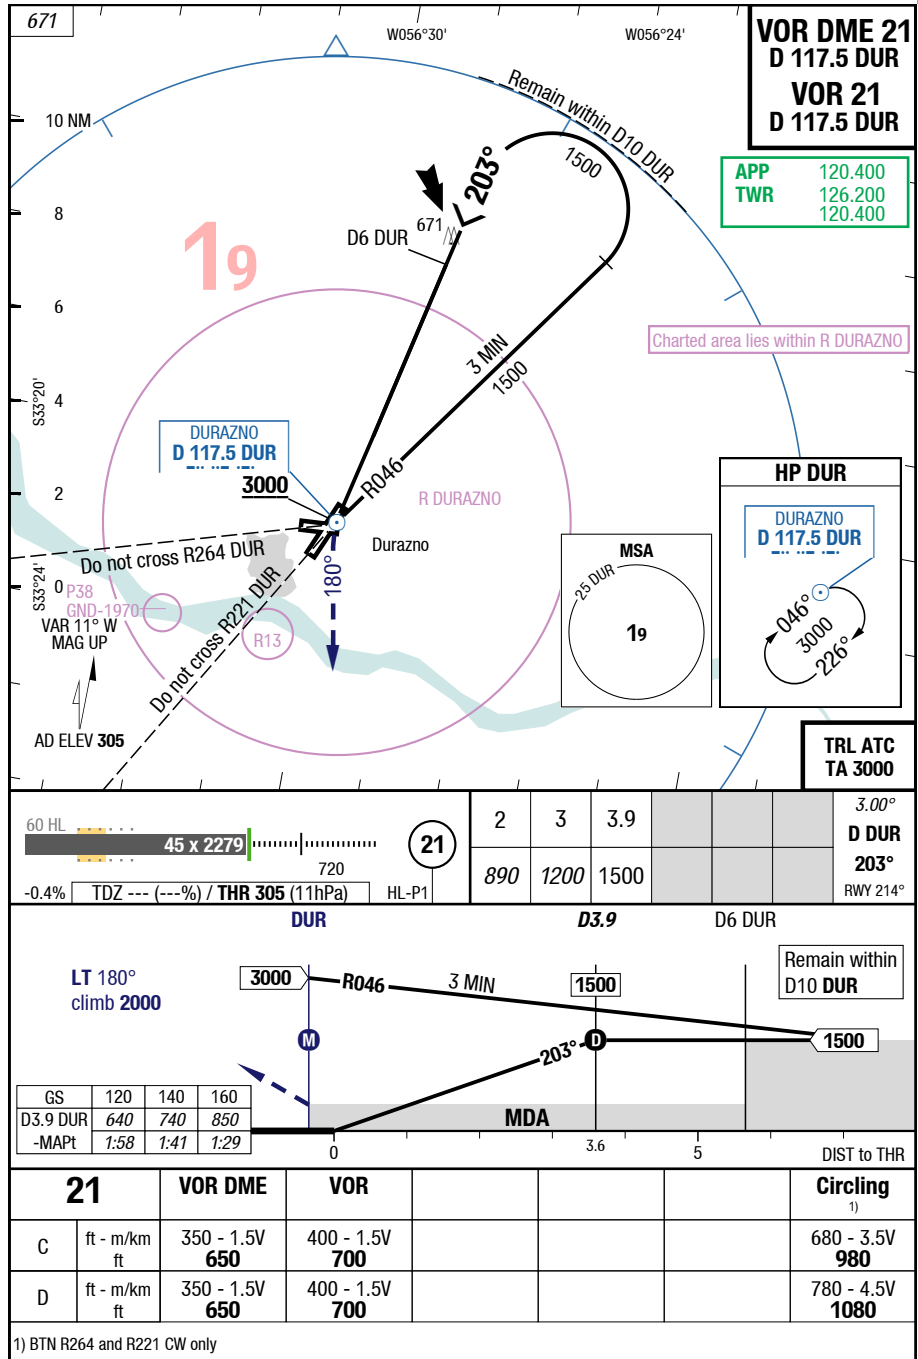 671
W056°30'
W056°24'
VOR DME 21
D 117.5 DUR
VOR 21
D 117.5 DUR
APP 120.400
TWR 126.200
120.400
Remain within D10 DUR
10 NM
8
6
4
2
0
S33°20'
S33°24'
203°
1500
671
D6 DUR
19
3 MIN
1500
Charted area lies within R DURAZNO
DURAZNO
D 117.5 DUR
3000
R046
R DURAZNO
Durazno
Do not cross R264 DUR
Do not cross R221 DUR
180°
P38
GND-1970
R13
VAR 11° W
MAG UP
AD ELEV 305
MSA
25 DUR
19
HP DUR
DURAZNO
D 117.5 DUR
046°
3000
226°
TRL ATC
TA 3000
60 HL
45 x 2279
720
21
-0.4% TDZ --- (---%) / THR 305 (11hPa) HL-P1
2 3 3.9
890 1200 1500
3.00°
D DUR
203°
RWY 214°
DUR D3.9 D6 DUR
LT 180°
climb 2000
3000
R046
3 MIN
1500
Remain within
D10 DUR
M
203°
D
1500
MDA
GS 120 140 160
D3.9 DUR 640 740 850
-MAPt 1:58 1:41 1:29
0 3.6 5 DIST to THR
21 VOR DME VOR Circling
1)
C ft - m/km 350 - 1.5V 400 - 1.5V 680 - 3.5V
ft 650 700 980
D ft - m/km 350 - 1.5V 400 - 1.5V 780 - 4.5V
ft 650 700 1080
1) BTN R264 and R221 CW only